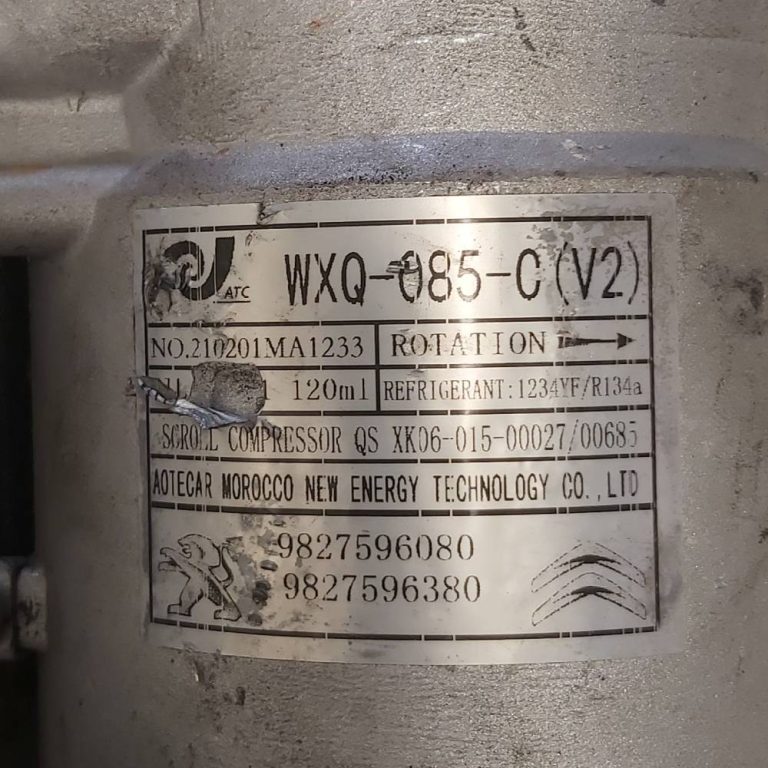 ATC WXQ-085-C(V2)
NO.210201MA1233 ROTATION
120ml REFRIGERANT:1234YF/R134a
SCROLL COMPRESSOR QS XK06-015-00027/00685
AOTECAR MOROCCO NEW ENERGY TECHNOLOGY CO.,LTD
9827596080
9827596380